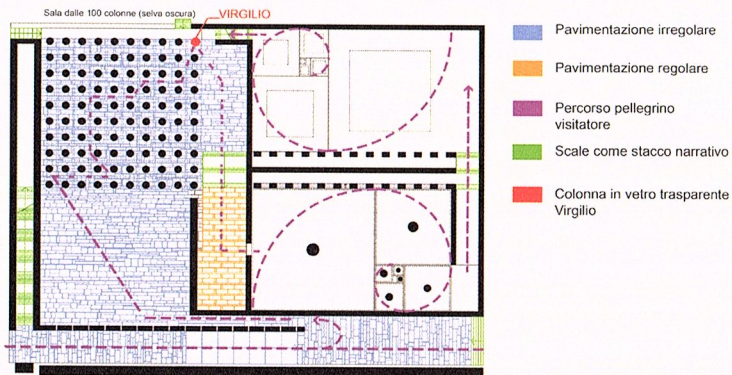 Sala dalle 100 colonne (selva oscura)
VIRGILIO
Pavimentazione irregolare
Pavimentazione regolare
Percorso pellegrino
visitatore
Scale come stacco narrativo
Colonna in vetro trasparente
Virgilio